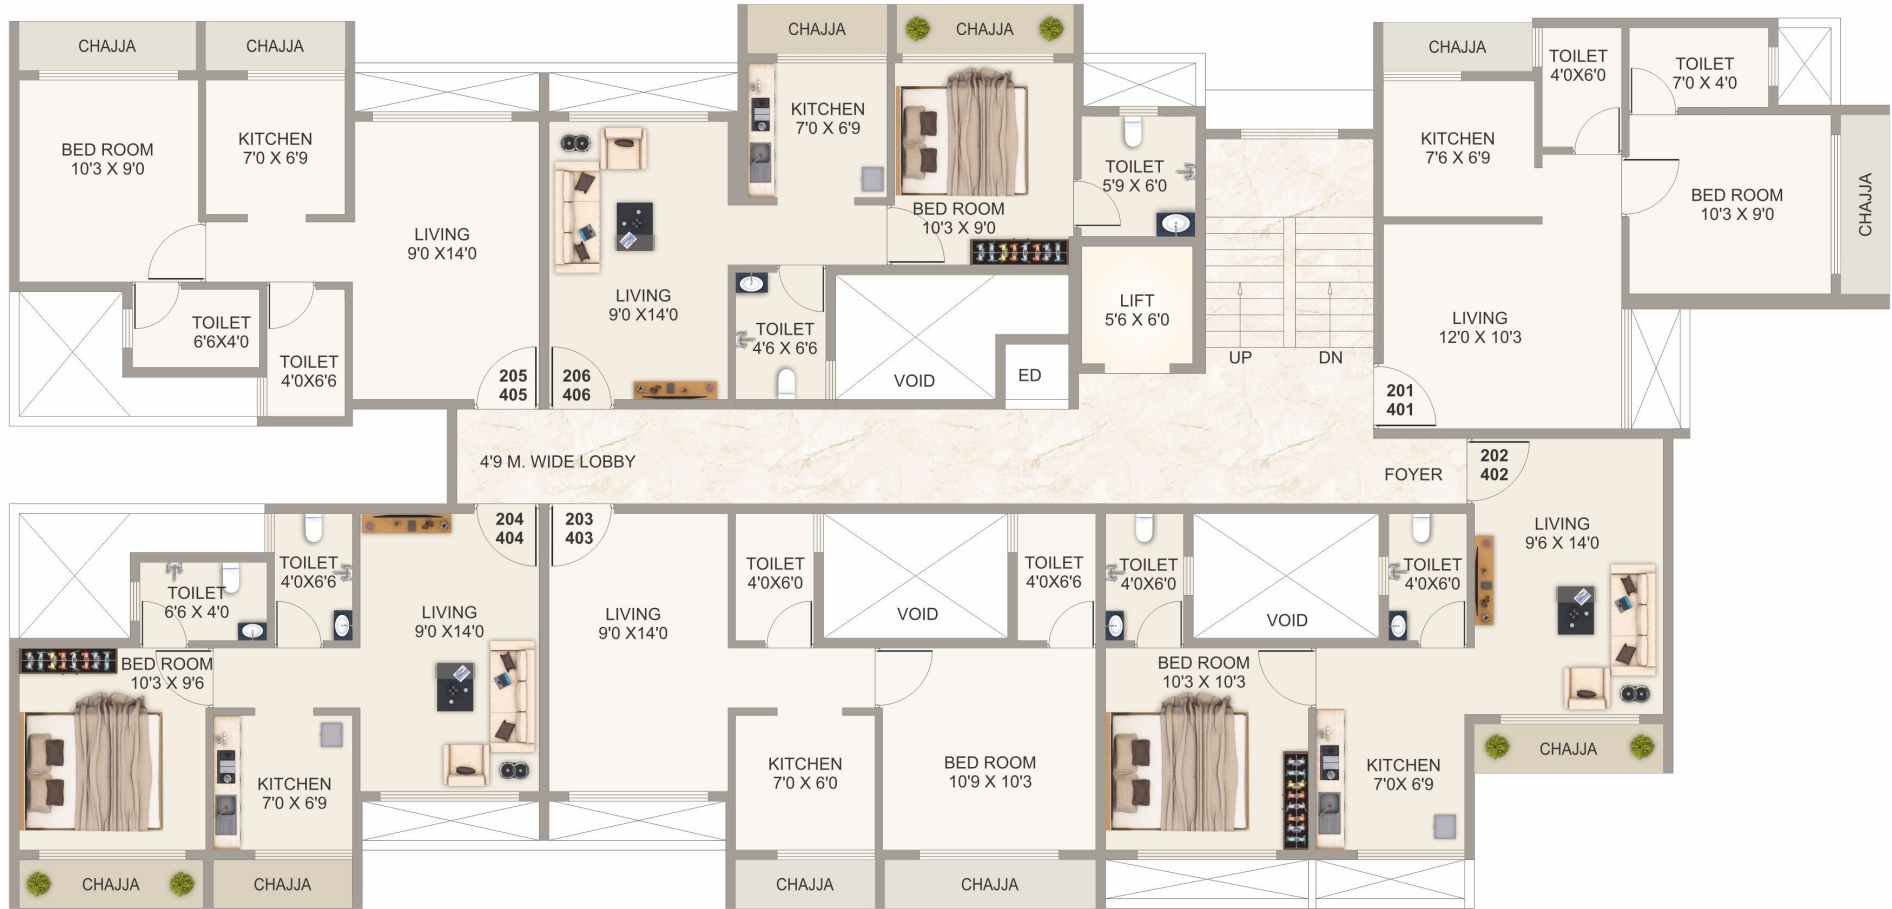 CHAJJA
CHAJJA
CHAJJA
CHAJJA
CHAJJA
TOILET
4'0X6'0
TOILET
7'0 X 4'0
BED ROOM
10'3 X 9'0
KITCHEN
7'0 X 6'9
KITCHEN
7'0 X 6'9
TOILET
5'9 X 6'0
KITCHEN
7'6 X 6'9
BED ROOM
10'3 X 9'0
CHAJJA
LIVING
9'0 X14'0
BED ROOM
10'3 X 9'0
LIVING
9'0 X14'0
LIFT
5'6 X 6'0
LIVING
12'0 X 10'3
TOILET
6'6X4'0
TOILET
4'0X6'6
TOILET
4'6 X 6'6
UP
DN
VOID
ED
205
405
206
406
201
401
4'9 M. WIDE LOBBY
FOYER
202
402
204
404
203
403
LIVING
9'6 X 14'0
TOILET
4'0X6'6
TOILET
6'6 X 4'0
TOILET
4'0X6'0
TOILET
4'0X6'6
TOILET
4'0X6'0
TOILET
4'0X6'0
LIVING
9'0 X14'0
LIVING
9'0 X14'0
VOID
VOID
BED ROOM
10'3 X 9'6
BED ROOM
10'3 X 10'3
CHAJJA
KITCHEN
7'0 X 6'9
KITCHEN
7'0 X 6'0
BED ROOM
10'9 X 10'3
KITCHEN
7'0X 6'9
CHAJJA
CHAJJA
CHAJJA
CHAJJA